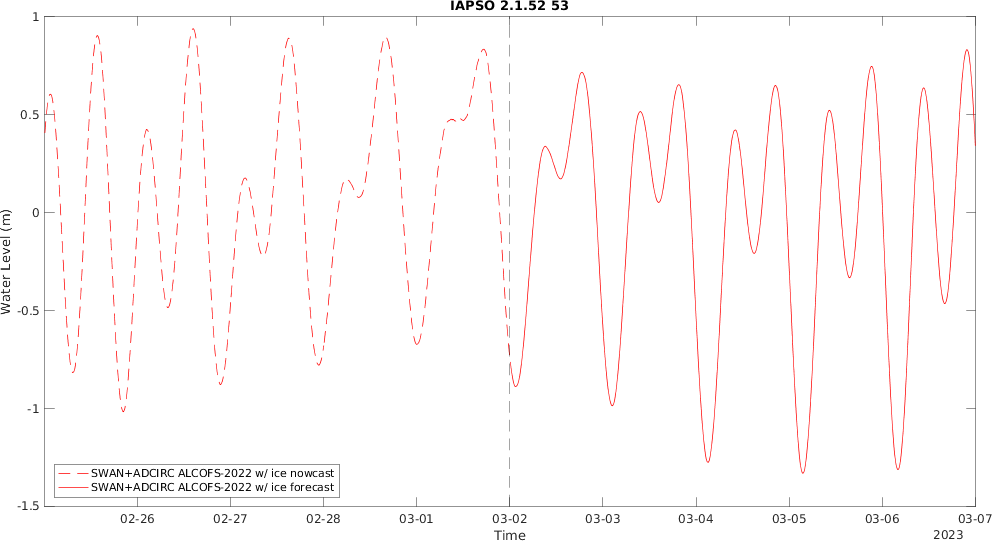 IAPSO 2.1.52 53
1
0.5
0
-0.5
-1
-1.5
Water Level (m)
SWAN+ADCIRC ALCOFS-2022 w/ ice nowcast
SWAN+ADCIRC ALCOFS-2022 w/ ice forecast
02-26 02-27 02-28 03-01 03-02 03-03 03-04 03-05 03-06 03-07
Time
2023